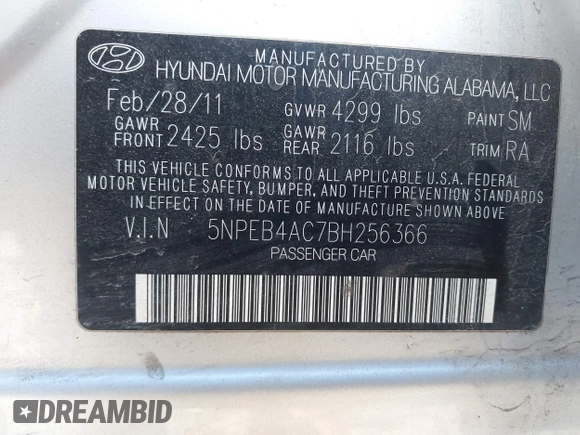 MANUFACTURED BY
HYUNDAI MOTOR MANUFACTURING ALABAMA, LLC
Feb/28/11 GVWR 4299 lbs PAINT SM
GAWR FRONT 2425 lbs GAWR REAR 2116 lbs TRIM RA
THIS VEHICLE CONFORMS TO ALL APPLICABLE U.S.A. FEDERAL
MOTOR VEHICLE SAFETY, BUMPER, AND THEFT PREVENTION STANDARDS
IN EFFECT ON THE DATE OF MANUFACTURE SHOWN ABOVE.
V.I.N 5NPEB4AC7BH256366
PASSENGER CAR
DREAMBID